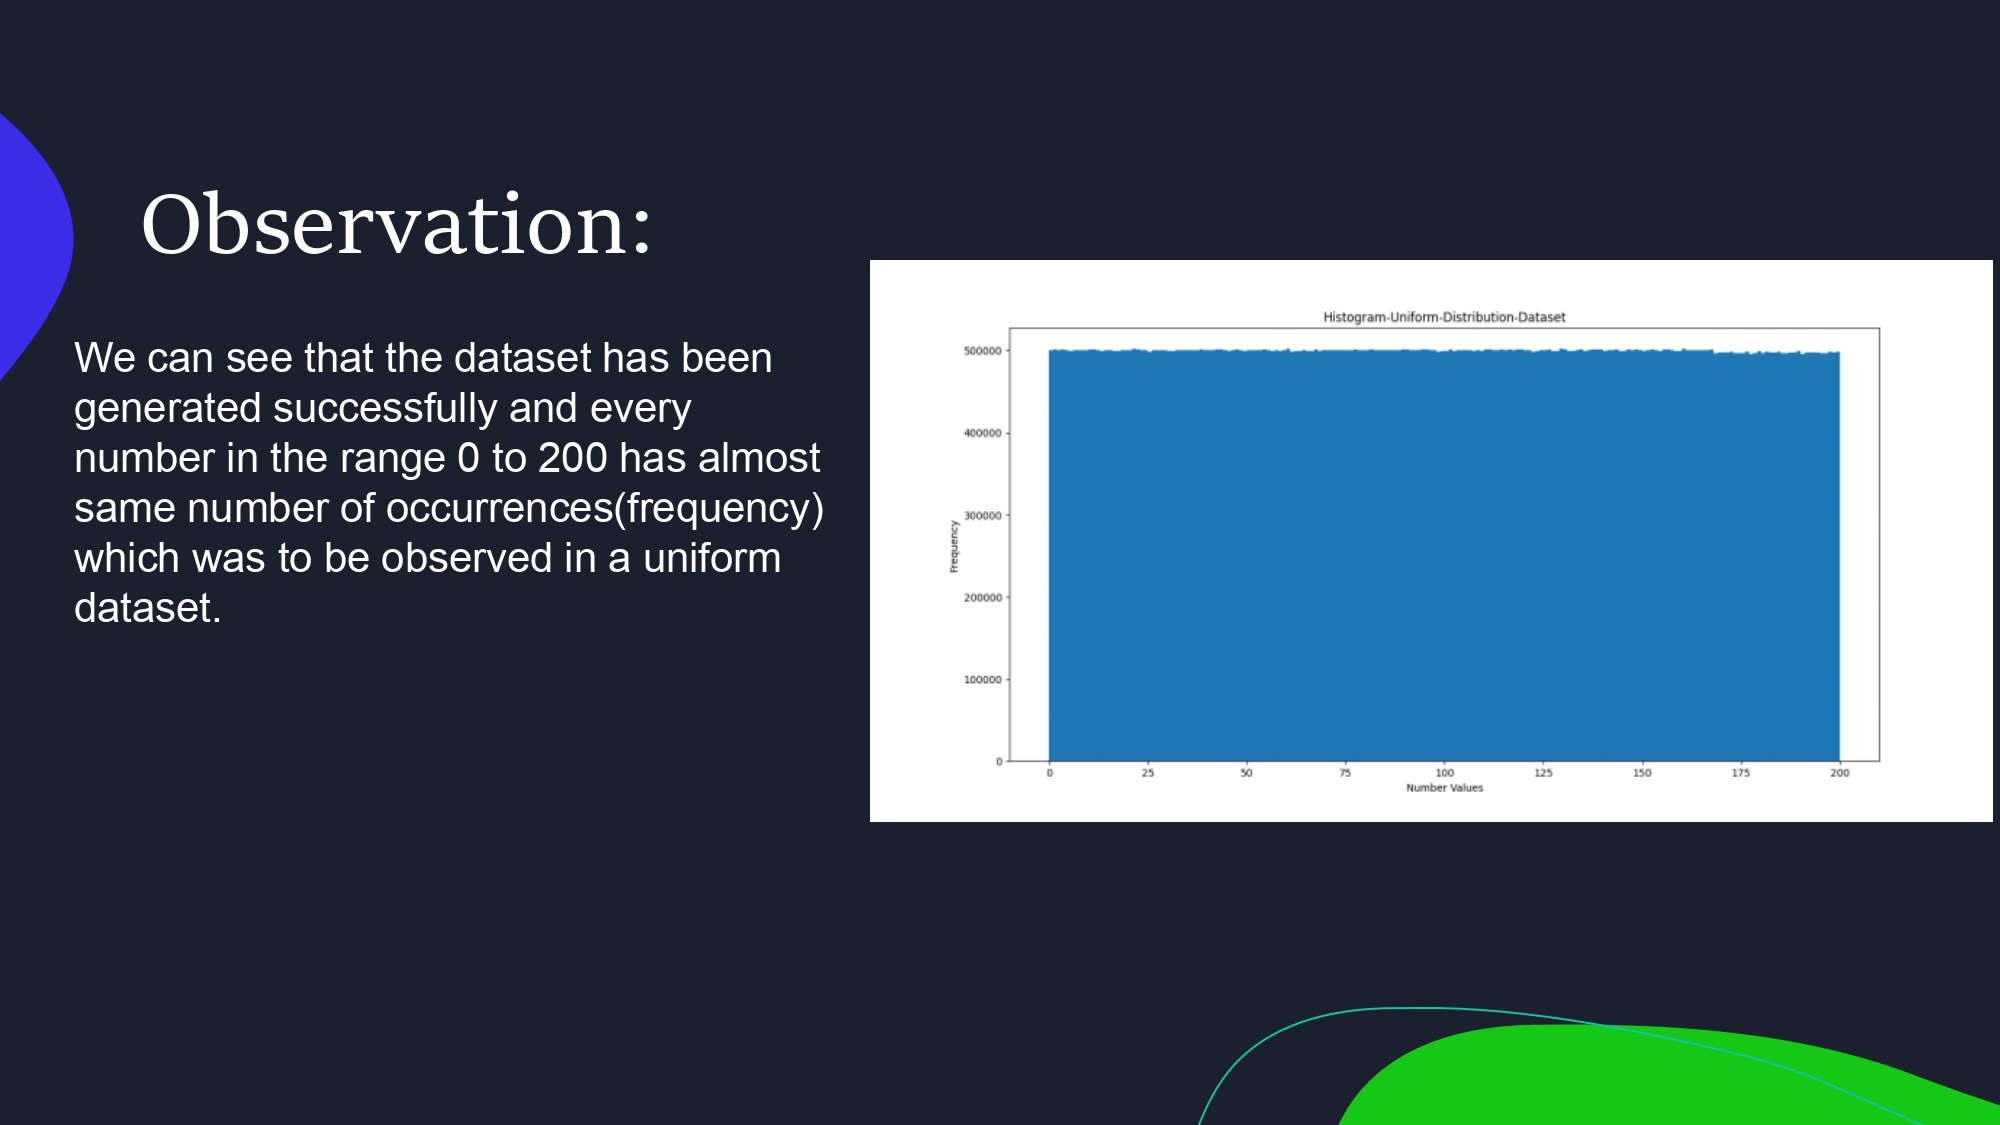 Observation:
We can see that the dataset has been
generated successfully and every
number in the range 0 to 200 has almost
same number of occurrences(frequency)
which was to be observed in a uniform
dataset.
Histogram-Uniform-Distribution-Dataset
500000
400000
300000
200000
100000
0
Frequency
0 25 50 75 100 125 150 175 200
Number Values